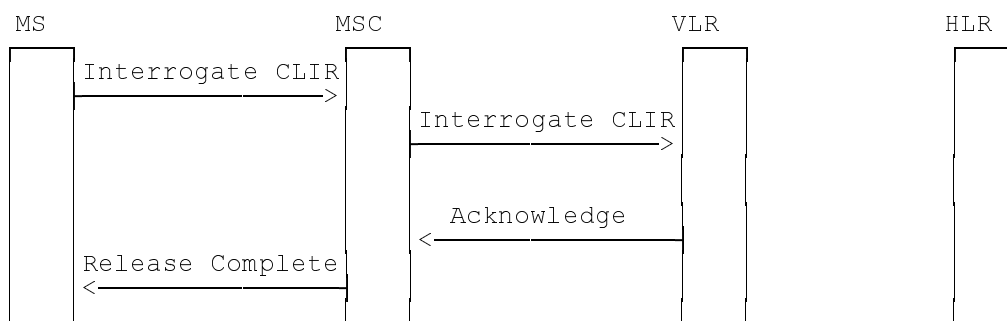 MS MSC VLR HLR
Interrogate CLIR
Interrogate CLIR
Acknowledge
Release Complete